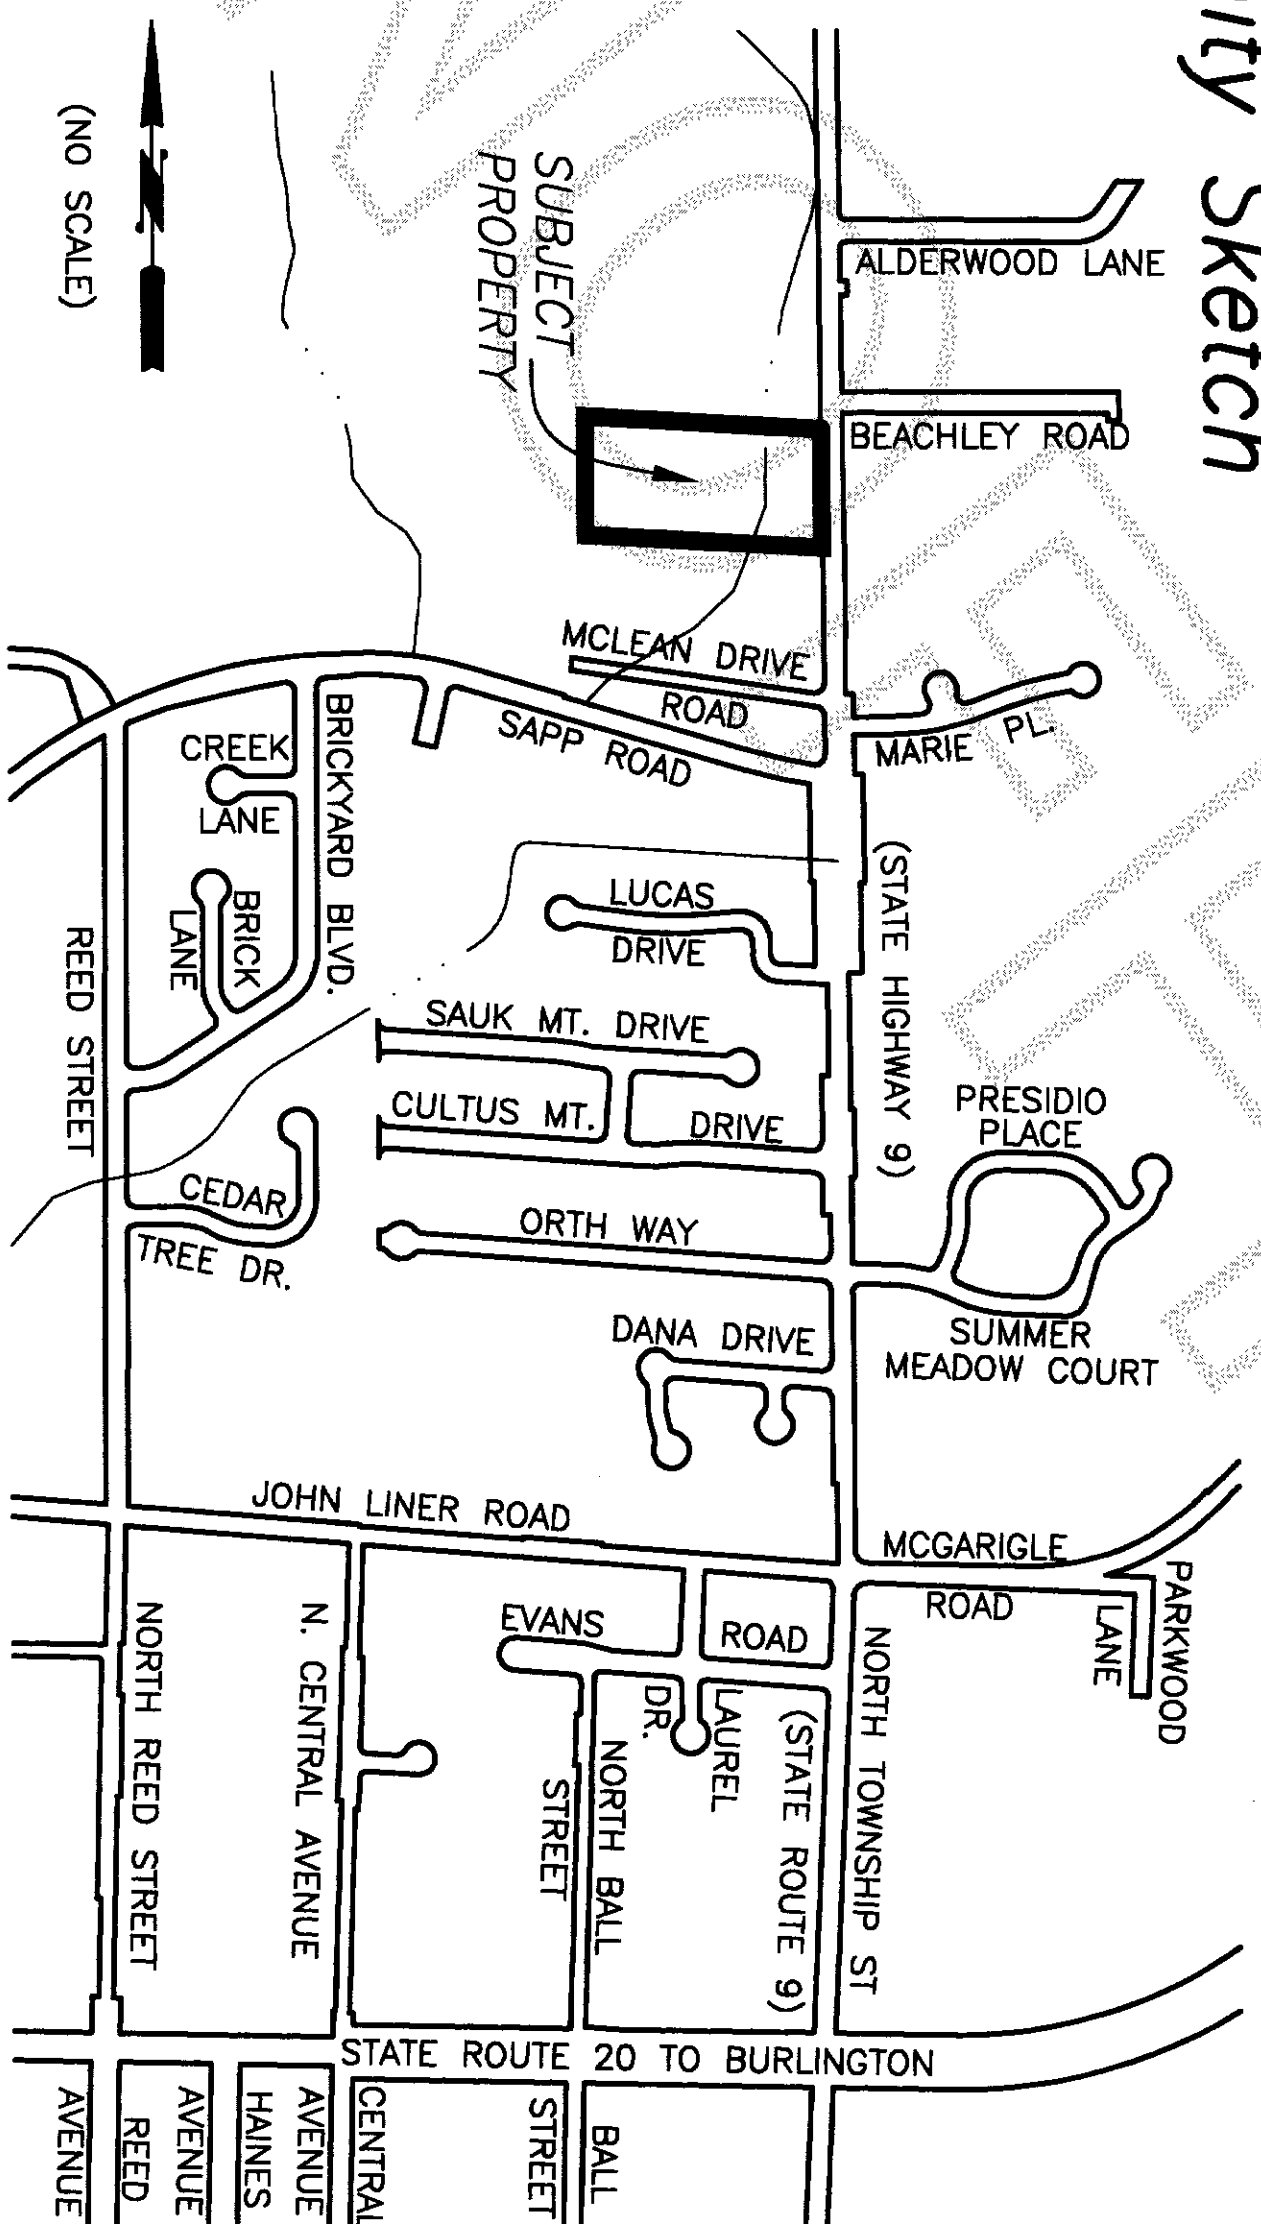 Sketch
(NO SCALE)
SUBJECT
PROPERTY
ALDERWOOD LANE
BEACHLEY ROAD
MCLEAN DRIVE
ROAD
SAPP ROAD
MARIE PL.
BRICKYARD BLVD.
CREEK
LANE
BRICK
LANE
REED STREET
LUCAS
DRIVE
(STATE HIGHWAY 9)
SAUK MT. DRIVE
CULTUS MT. DRIVE
PRESIDIO
PLACE
CEDAR
TREE DR.
ORTH WAY
SUMMER
MEADOW COURT
DANA DRIVE
JOHN LINER ROAD
MCGARIGLE
ROAD
PARKWOOD
LANE
EVANS ROAD
LAUREL
DR.
NORTH TOWNSHIP ST
(STATE ROUTE 9)
NORTH BALL
STREET
N. CENTRAL AVENUE
NORTH REED STREET
STATE ROUTE 20 TO BURLINGTON
BALL
STREET
CENTRAL
AVENUE
HAINES
AVENUE
REED
AVENUE